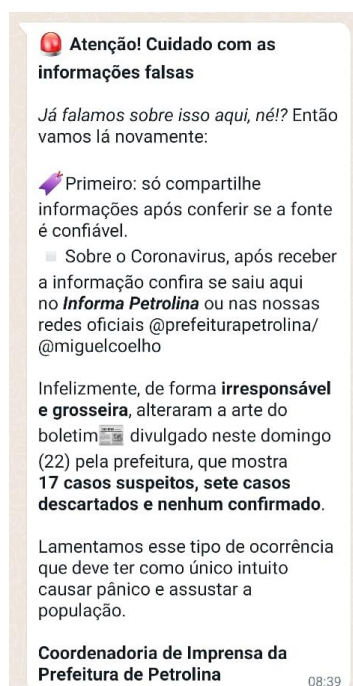 🚨 Atenção! Cuidado com as
informações falsas
Já falamos sobre isso aqui, né!? Então
vamos lá novamente:
Primeiro: só compartilhe
informações após conferir se a fonte
é confiável.
▫️ Sobre o Coronavirus, após receber
a informação confira se saiu aqui
no Informa Petrolina ou nas nossas
redes oficiais @prefeiturapetrolina/
@miguelcoelho
Infelizmente, de forma irresponsável
e grosseira, alteraram a arte do
boletim📰 divulgado neste domingo
(22) pela prefeitura, que mostra
17 casos suspeitos, sete casos
descartados e nenhum confirmado.
Lamentamos esse tipo de ocorrência
que deve ter como único intuito
causar pânico e assustar a
população.
Coordenadoria de Imprensa da
Prefeitura de Petrolina
08:39